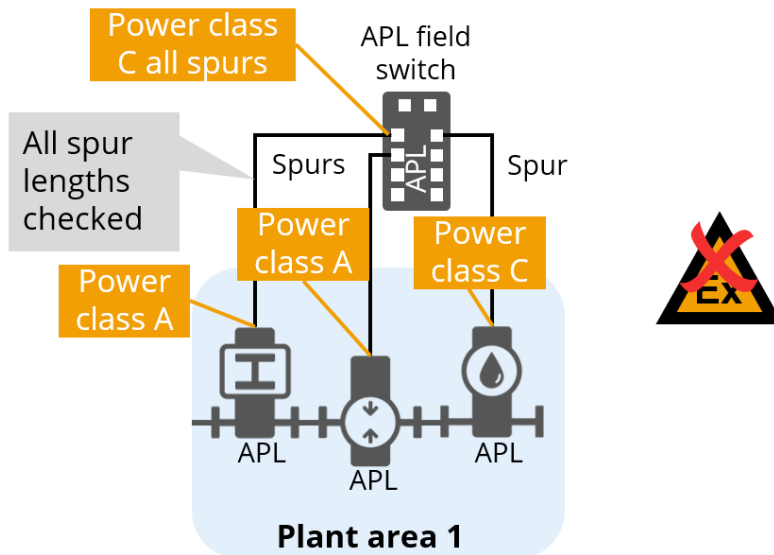 Power class
C all spurs
APL field
switch
All spur
lengths
checked
Spurs
APL
Spur
Power
class A
Power
class C
Power
class A
Ex
APL
APL
APL
Plant area 1